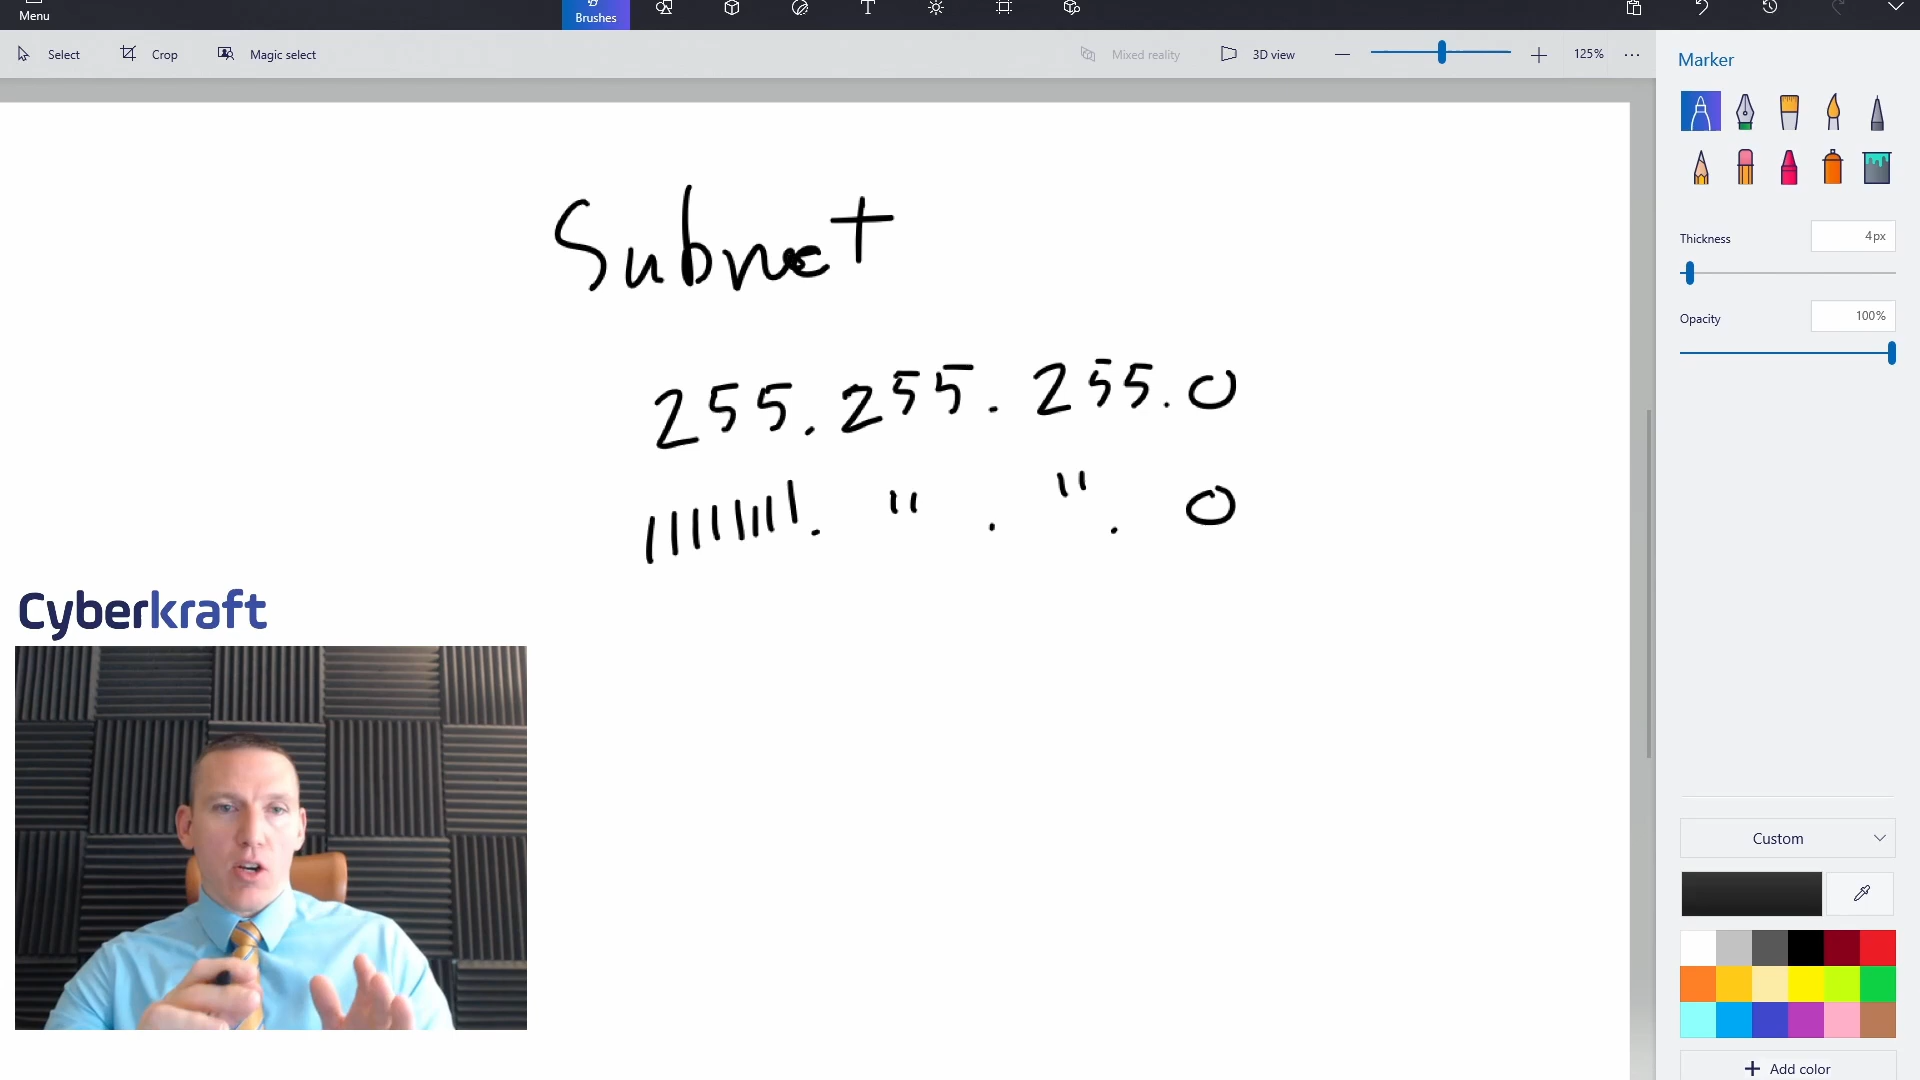 Menu
Brushes
Select
Crop
Magic select
Mixed reality
3D view
125%
Marker
Thickness
4px
Opacity
100%
Subnet
255.255.255.0
11111111. " . ". 0
Cyberkraft
Custom
Add color